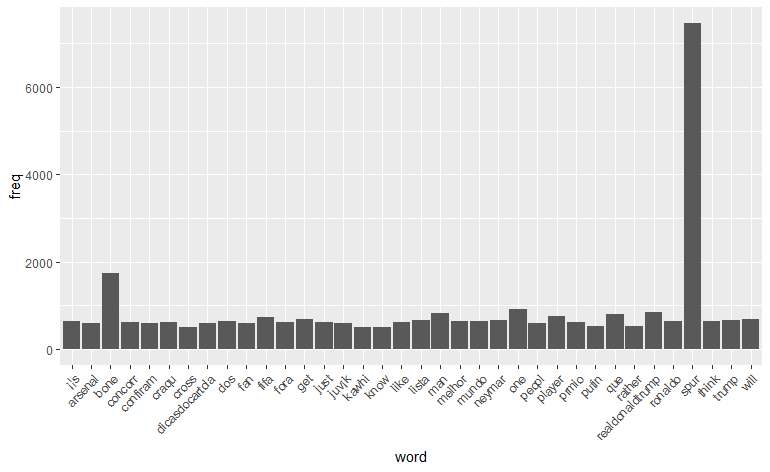 freq
6000
4000
2000
0
arsenal
bone
concorr
confiram
craqu
cross
dicasdocartola
dos
fan
fifa
fora
get
just
kawhi
know
like
lista
man
melhor
mundo
neymar
one
peopl
player
prmio
putin
que
rather
realdonaldtrump
ronaldo
spur
think
trump
will
word